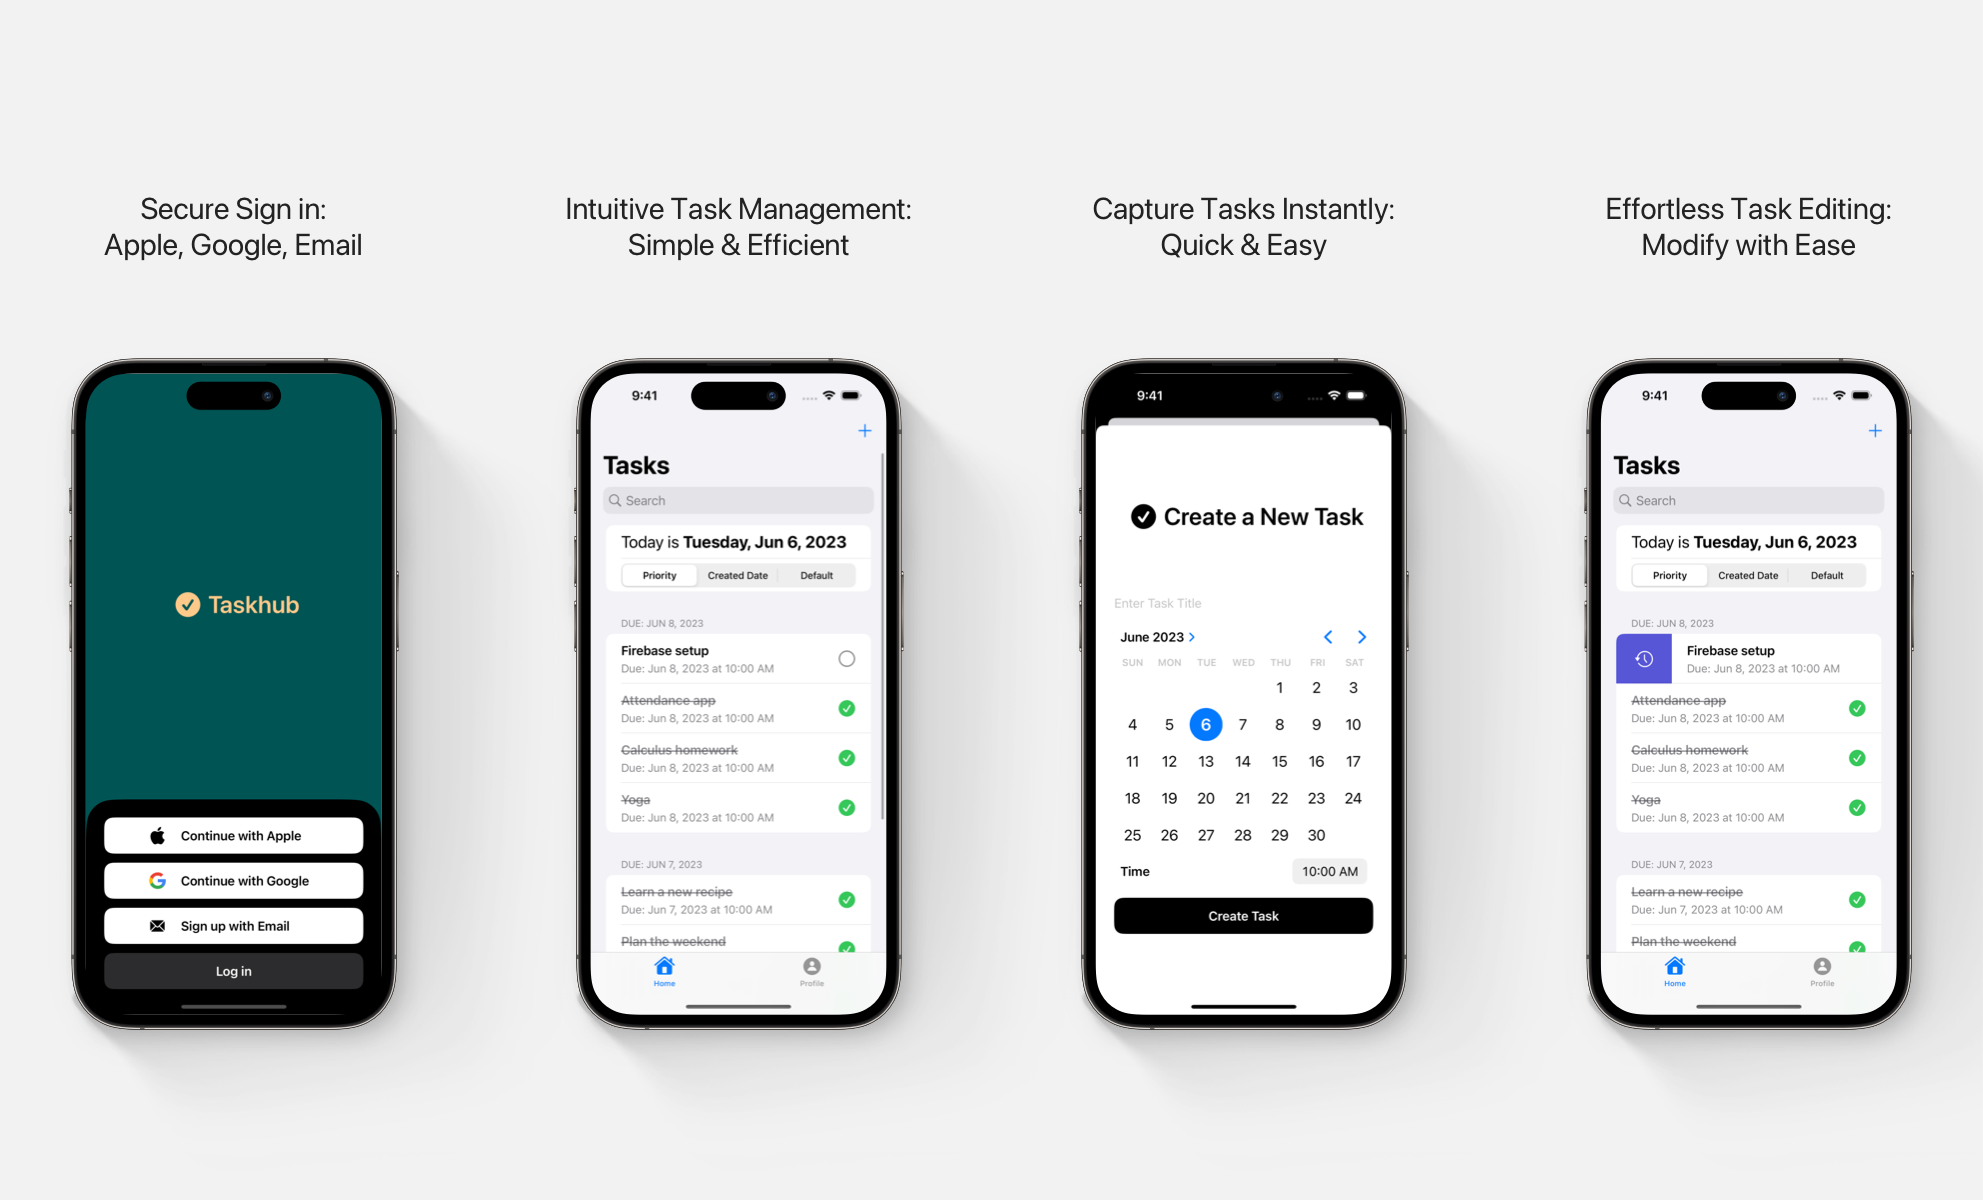 Secure Sign in:
Apple, Google, Email
Taskhub
Continue with Apple
Continue with Google
Sign up with Email
Log in
Intuitive Task Management:
Simple & Efficient
9:41
Tasks
Search
Today is Tuesday, Jun 6, 2023
Priority Created Date Default
DUE: JUN 8, 2023
Firebase setup
Due: Jun 8, 2023 at 10:00 AM
Attendance app
Due: Jun 8, 2023 at 10:00 AM
Calculus homework
Due: Jun 8, 2023 at 10:00 AM
Yoga
Due: Jun 8, 2023 at 10:00 AM
DUE: JUN 7, 2023
Learn a new recipe
Due: Jun 7, 2023 at 10:00 AM
Plan the weekend
Home Profile
Capture Tasks Instantly:
Quick & Easy
9:41
Create a New Task
Enter Task Title
June 2023
SUN MON TUE WED THU FRI SAT
1 2 3
4 5 6 7 8 9 10
11 12 13 14 15 16 17
18 19 20 21 22 23 24
25 26 27 28 29 30
Time 10:00 AM
Create Task
Effortless Task Editing:
Modify with Ease
9:41
Tasks
Search
Today is Tuesday, Jun 6, 2023
Priority Created Date Default
DUE: JUN 8, 2023
Firebase setup
Due: Jun 8, 2023 at 10:00 AM
Attendance app
Due: Jun 8, 2023 at 10:00 AM
Calculus homework
Due: Jun 8, 2023 at 10:00 AM
Yoga
Due: Jun 8, 2023 at 10:00 AM
DUE: JUN 7, 2023
Learn a new recipe
Due: Jun 7, 2023 at 10:00 AM
Plan the weekend
Home Profile